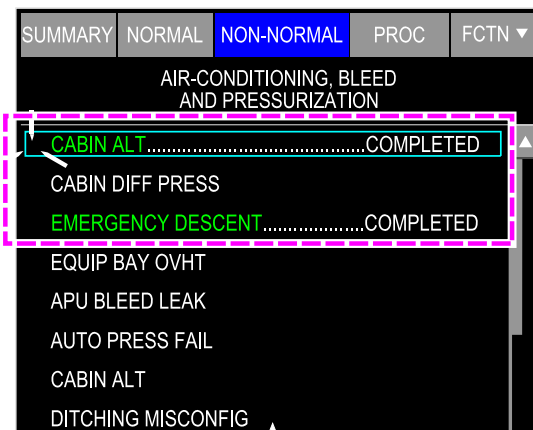 SUMMARY NORMAL NON-NORMAL PROC FCTN ▼
AIR-CONDITIONING, BLEED
AND PRESSURIZATION
CABIN ALT..........................................COMPLETED
CABIN DIFF PRESS
EMERGENCY DESCENT....................COMPLETED
EQUIP BAY OVHT
APU BLEED LEAK
AUTO PRESS FAIL
CABIN ALT
DITCHING MISCONFIG